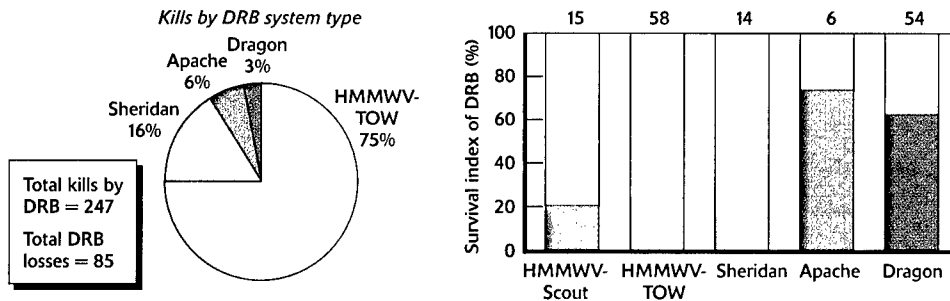 Kills by DRB system type
Dragon
3%
Apache
6%
Sheridan
16%
HMMWV-
TOW
75%
Total kills by
DRB = 247
Total DRB
losses = 85
15 58 14 6 54
Survival index of DRB (%)
100
80
60
40
20
0
HMMWV-
Scout
HMMWV-
TOW
Sheridan
Apache
Dragon